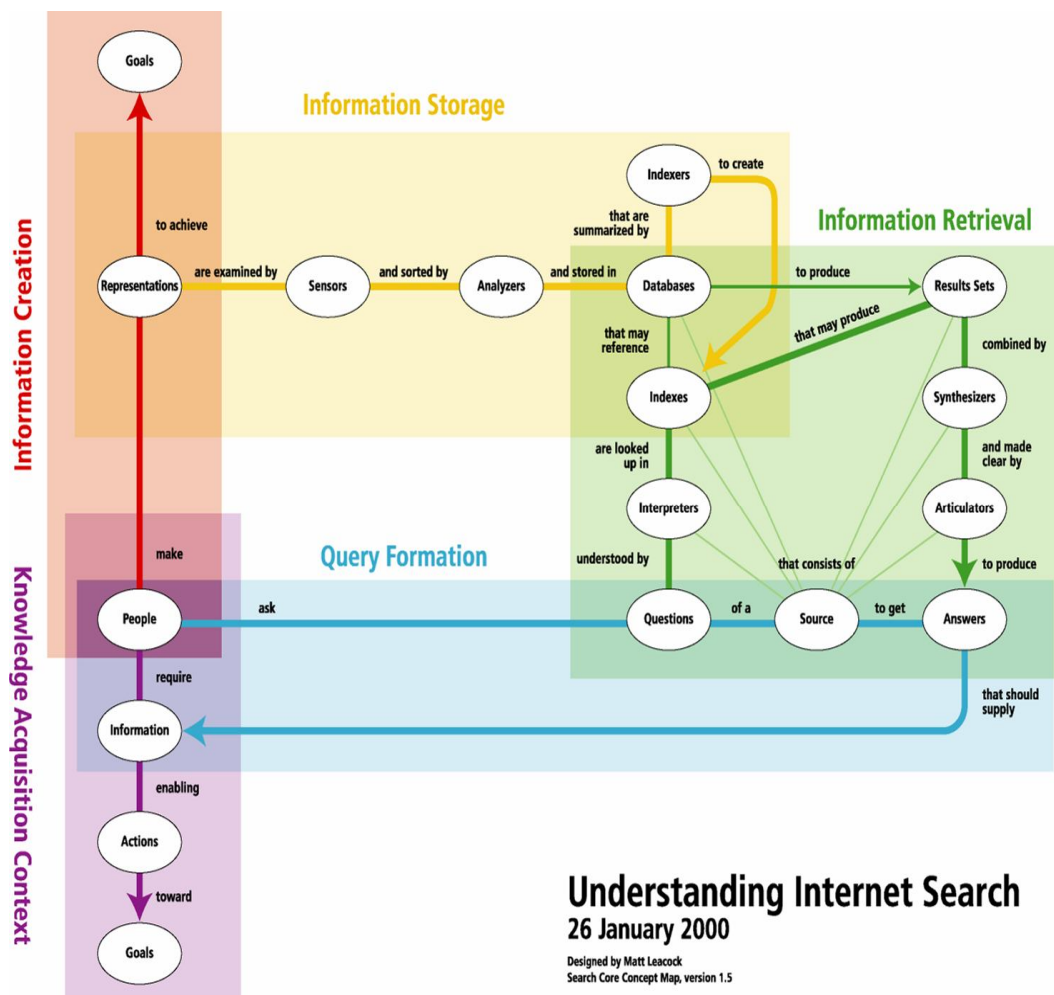 Goals
Information Storage
Indexers
to create
to achieve
that are
summarized by
Information Retrieval
Information Creation
Representations
are examined by
Sensors
and sorted by
Analyzers
and stored in
Databases
to produce
Results Sets
that may
reference
that may produce
combined by
Indexes
Synthesizers
are looked
up in
and made
clear by
Interpreters
Articulators
make
Query Formation
understood by
that consists of
to produce
Knowledge Acquisition Context
People
ask
Questions
of a
Source
to get
Answers
require
that should
supply
Information
enabling
Actions
toward
Goals
Understanding Internet Search
26 January 2000
Designed by Matt Leacock
Search Core Concept Map, version 1.5